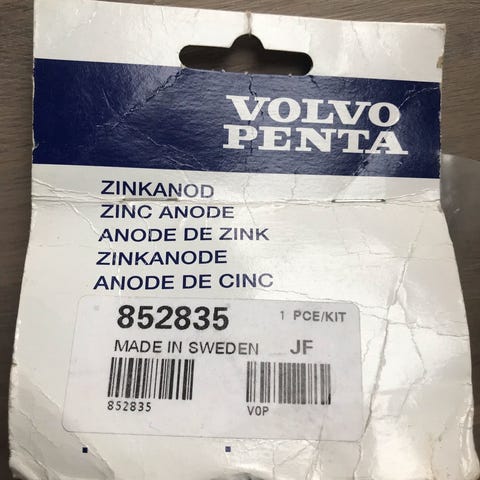 VOLVO
PENTA
ZINKANOD
ZINC ANODE
ANODE DE ZINK
ZINKANODE
ANODE DE CINC
852835 1 PCE/KIT
MADE IN SWEDEN JF
852835 V0P